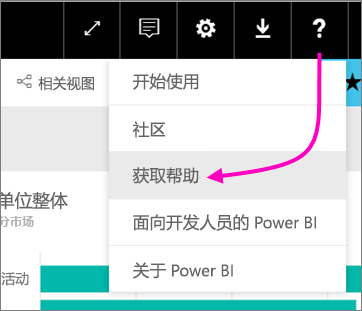 ?
相关视图
开始使用
社区
获取帮助
单位整体
分市场
面向开发人员的 Power BI
活动
关于 Power BI